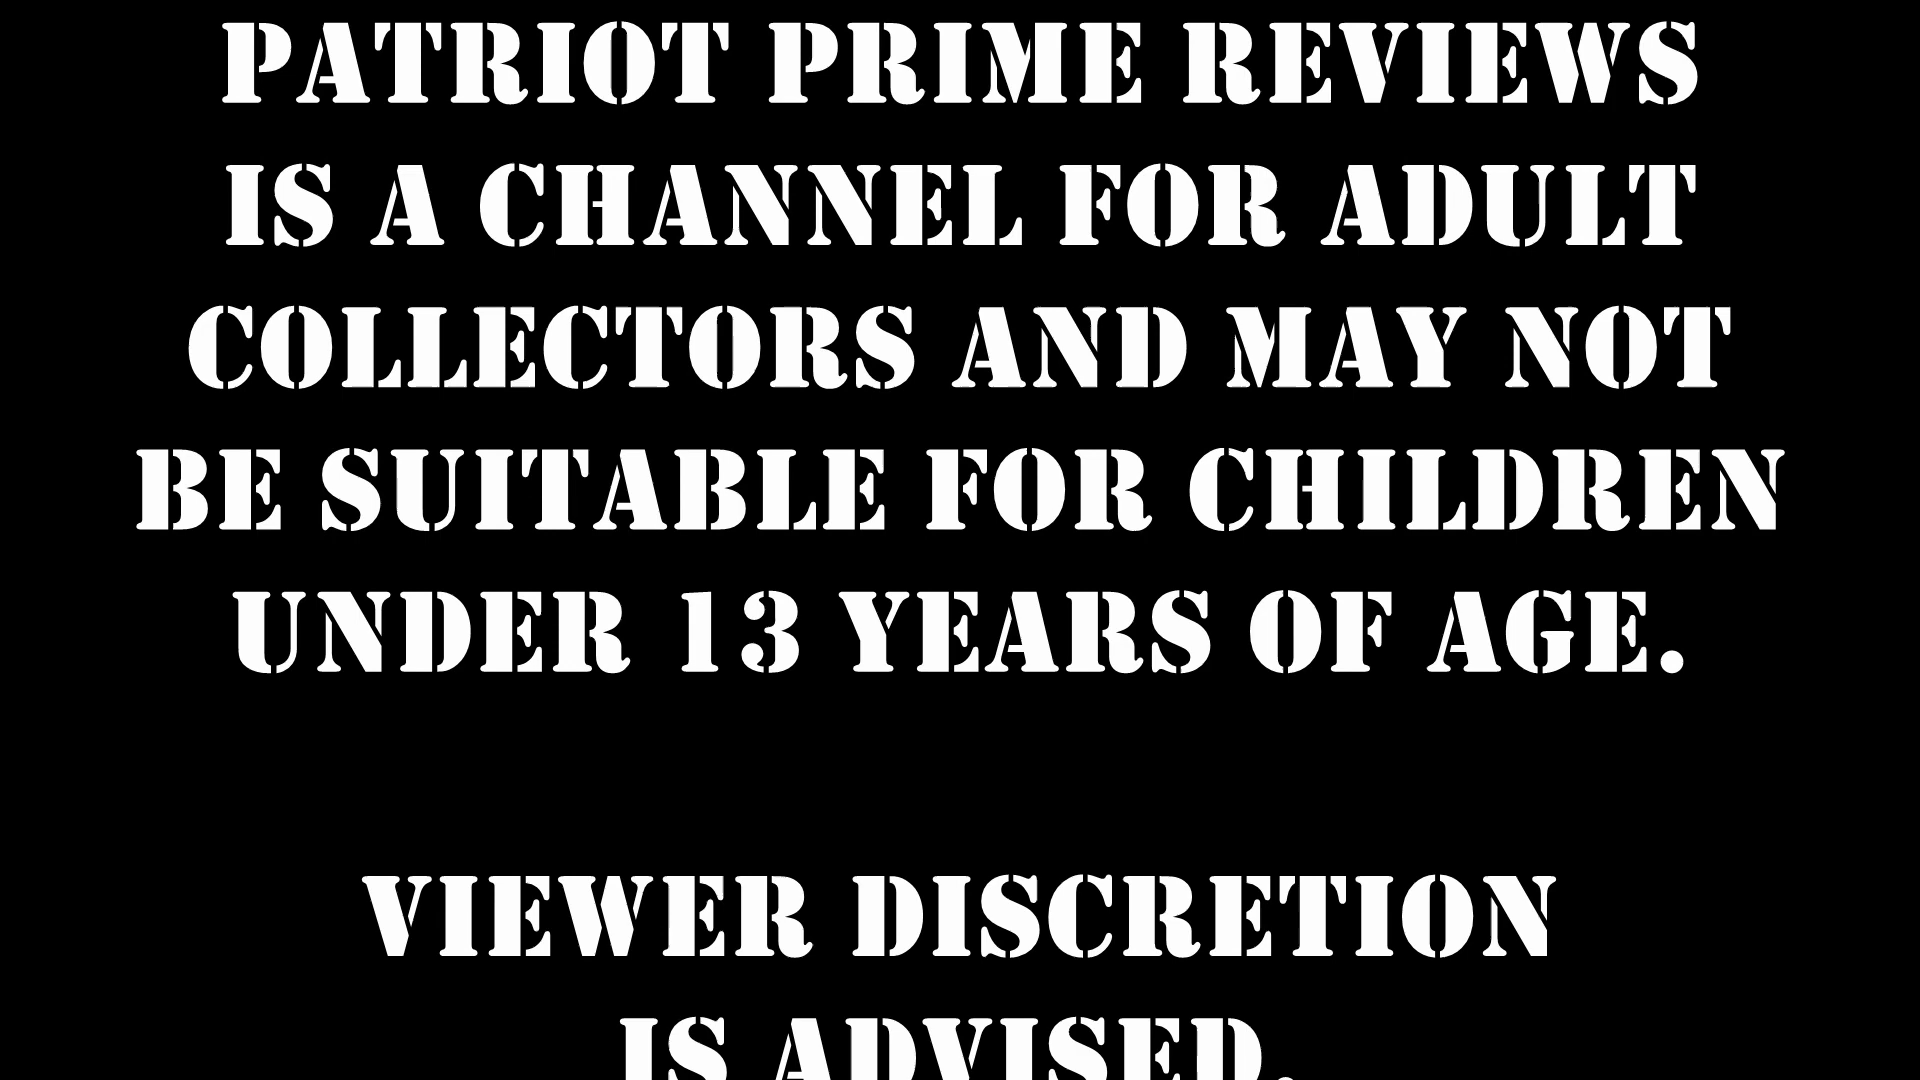 PATRIOT PRIME REVIEWS
IS A CHANNEL FOR ADULT
COLLECTORS AND MAY NOT
BE SUITABLE FOR CHILDREN
UNDER 13 YEARS OF AGE.
VIEWER DISCRETION
IS ADVISED.